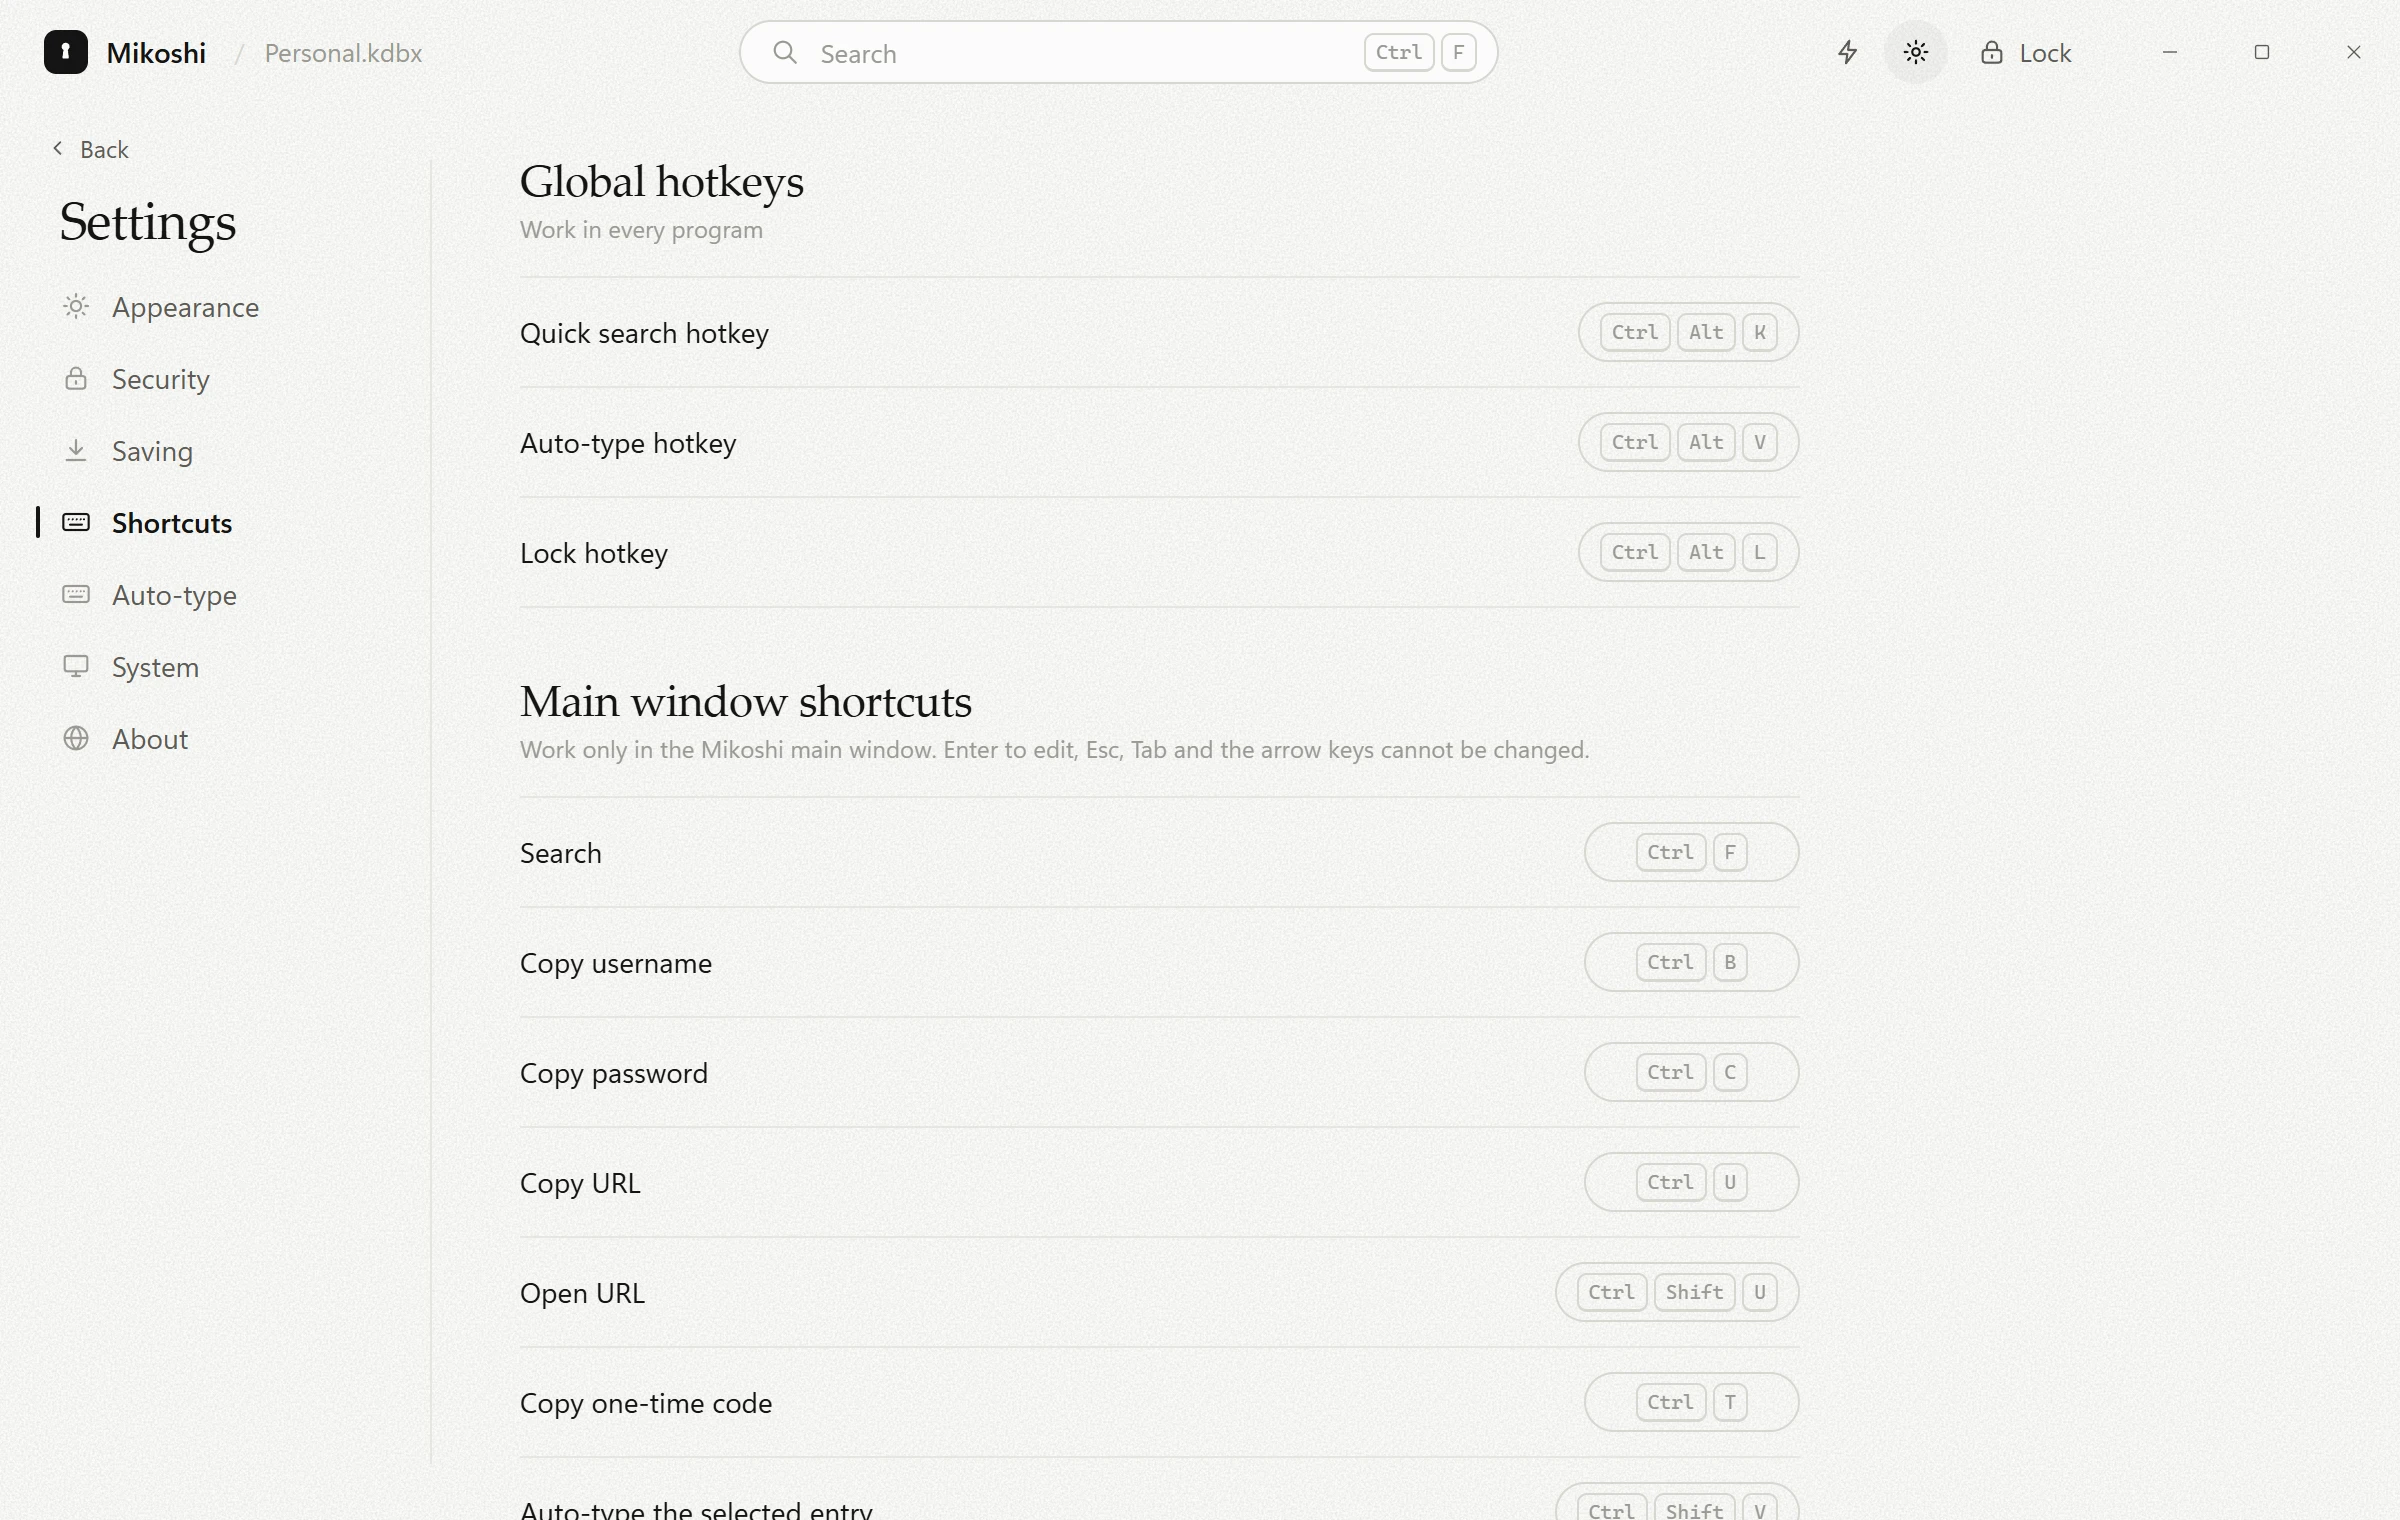 Mikoshi / Personal.kdbx
Search Ctrl F
Lock
Back
Settings
Appearance
Security
Saving
Shortcuts
Auto-type
System
About
Global hotkeys
Work in every program
Quick search hotkey Ctrl Alt K
Auto-type hotkey Ctrl Alt V
Lock hotkey Ctrl Alt L
Main window shortcuts
Work only in the Mikoshi main window. Enter to edit, Esc, Tab and the arrow keys cannot be changed.
Search Ctrl F
Copy username Ctrl B
Copy password Ctrl C
Copy URL Ctrl U
Open URL Ctrl Shift U
Copy one-time code Ctrl T
Auto-type the selected entry Ctrl Shift V